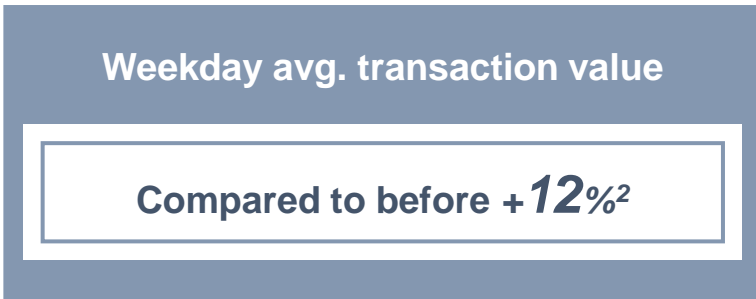 Weekday avg. transaction value
Compared to before +12%²